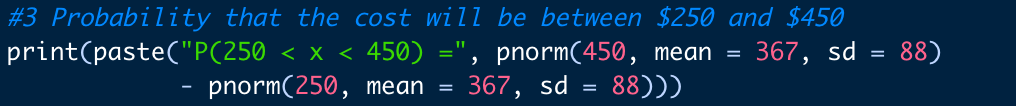 #3 Probability that the cost will be between $250 and $450
print(paste("P(250 < x < 450) =", pnorm(450, mean = 367, sd = 88)
- pnorm(250, mean = 367, sd = 88)))